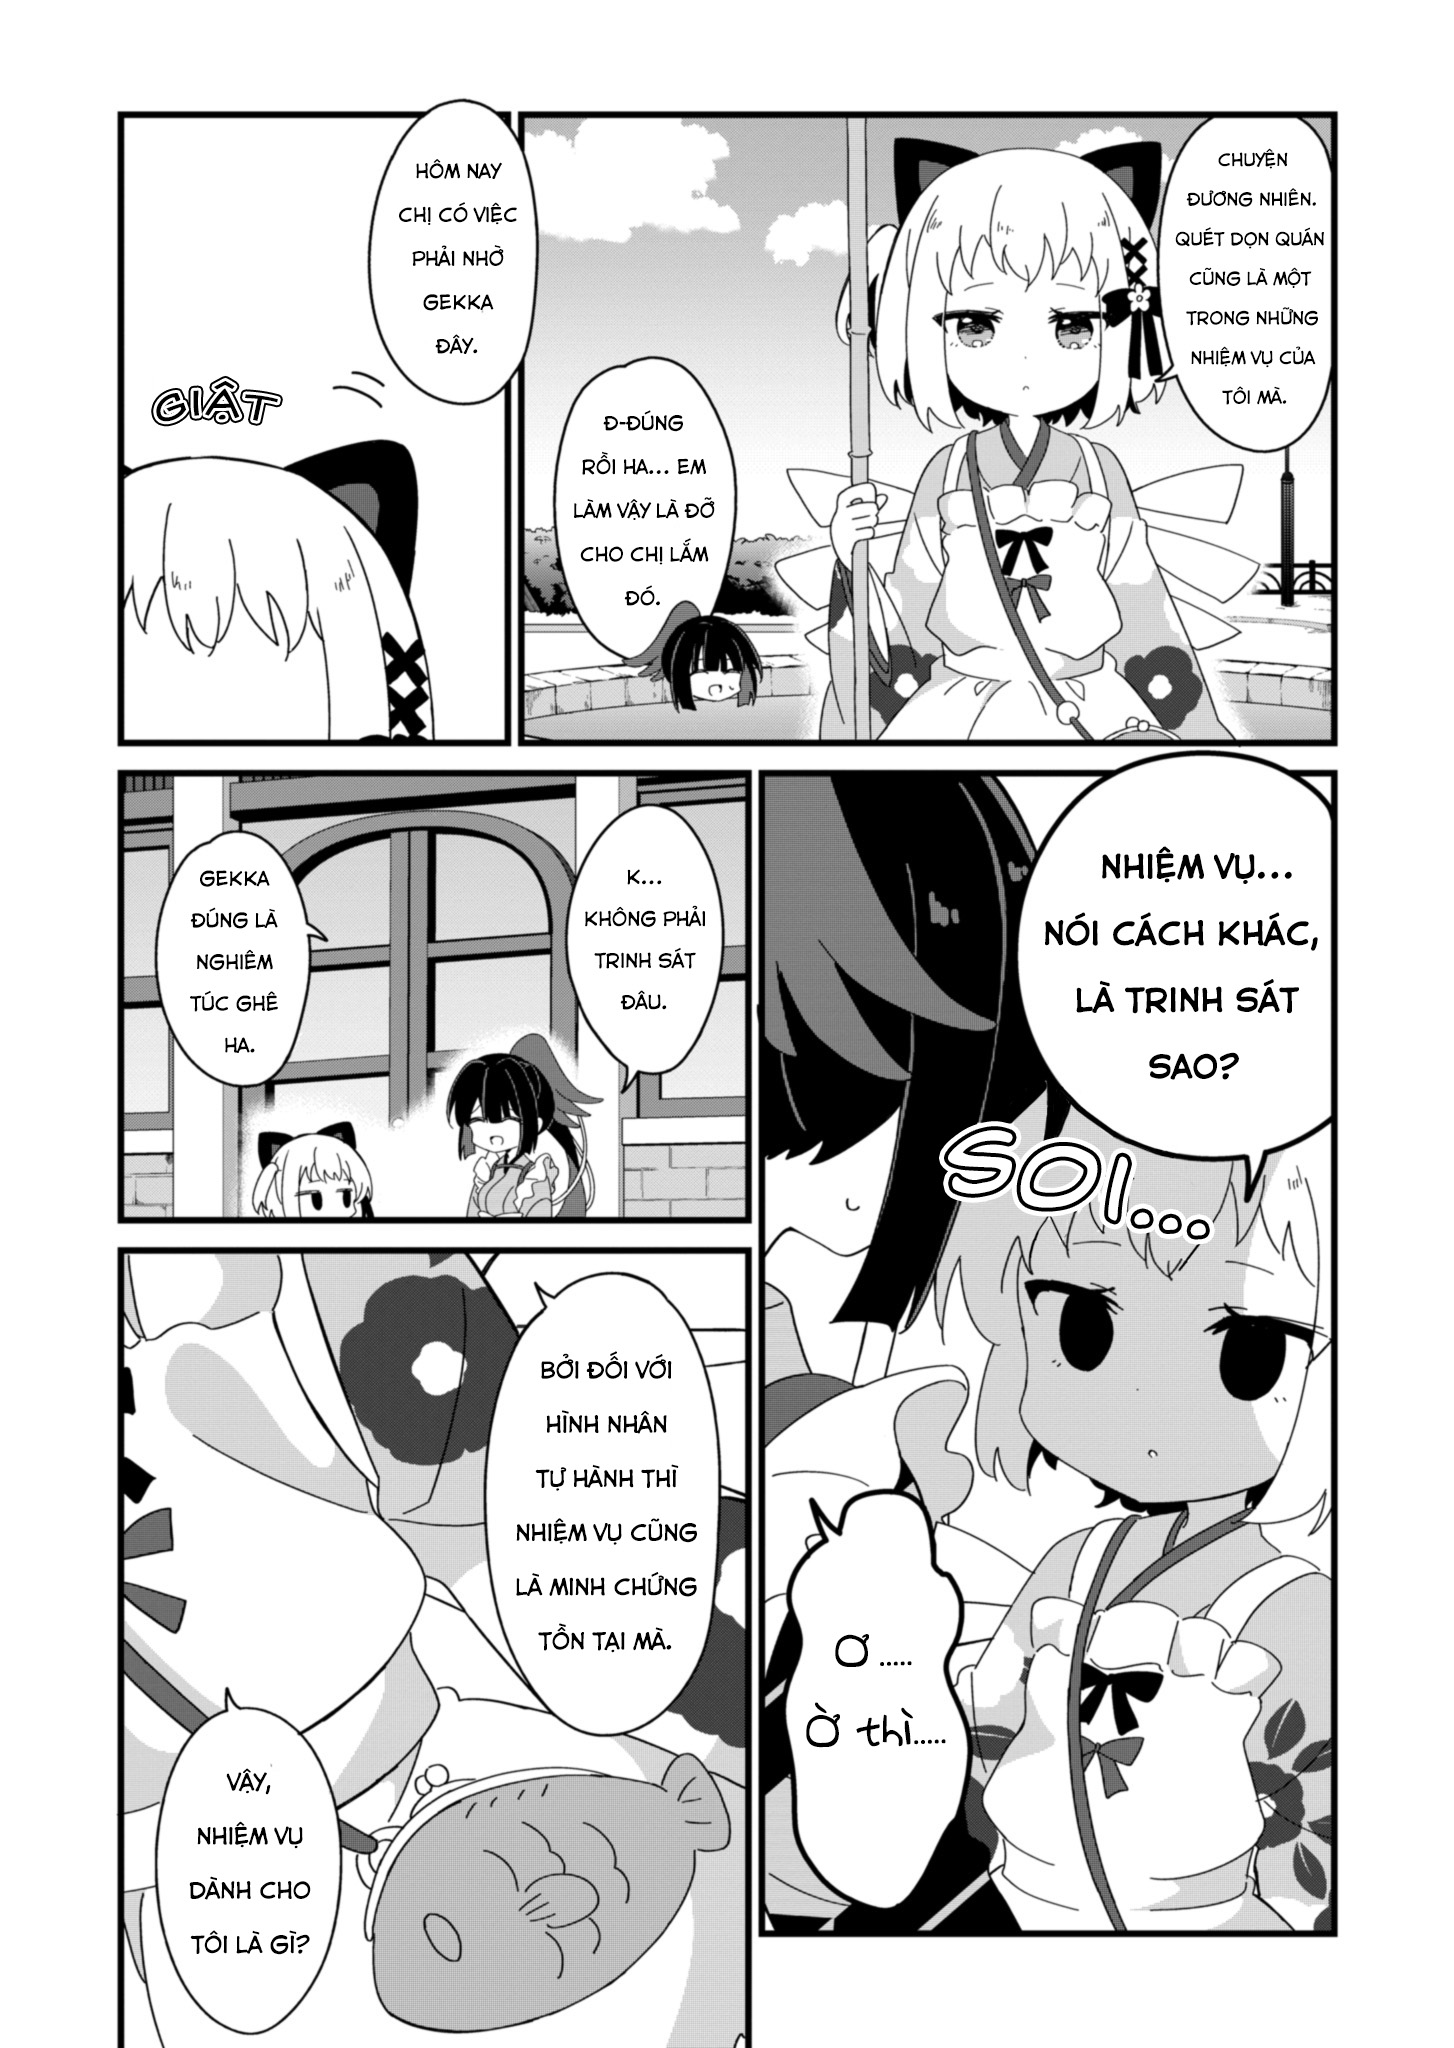 CHUYỆN
ĐƯƠNG NHIÊN.
QUÉT DỌN QUÁN
CŨNG LÀ MỘT
TRONG NHỮNG
NHIỆM VỤ CỦA
TÔI MÀ.
Đ-ĐÚNG
RỒI HA... EM
LÀM VẬY LÀ ĐỠ
CHO CHỊ LẮM
ĐÓ.
HÔM NAY
CHỊ CÓ VIỆC
PHẢI NHỜ
GEKKA
ĐÂY.
GIẬT
NHIỆM VỤ...
NÓI CÁCH KHÁC,
LÀ TRINH SÁT
SAO?
SOI...
Ơ.....
Ờ thì.....
K...
KHÔNG PHẢI
TRINH SÁT
ĐÂU.
GEKKA
ĐÚNG LÀ
NGHIÊM
TÚC GHÊ
HA.
BỞI ĐỐI VỚI
HÌNH NHÂN
TỰ HÀNH THÌ
NHIỆM VỤ CŨNG
LÀ MINH CHỨNG
TỒN TẠI MÀ.
VẬY,
NHIỆM VỤ
DÀNH CHO
TÔI LÀ GÌ?